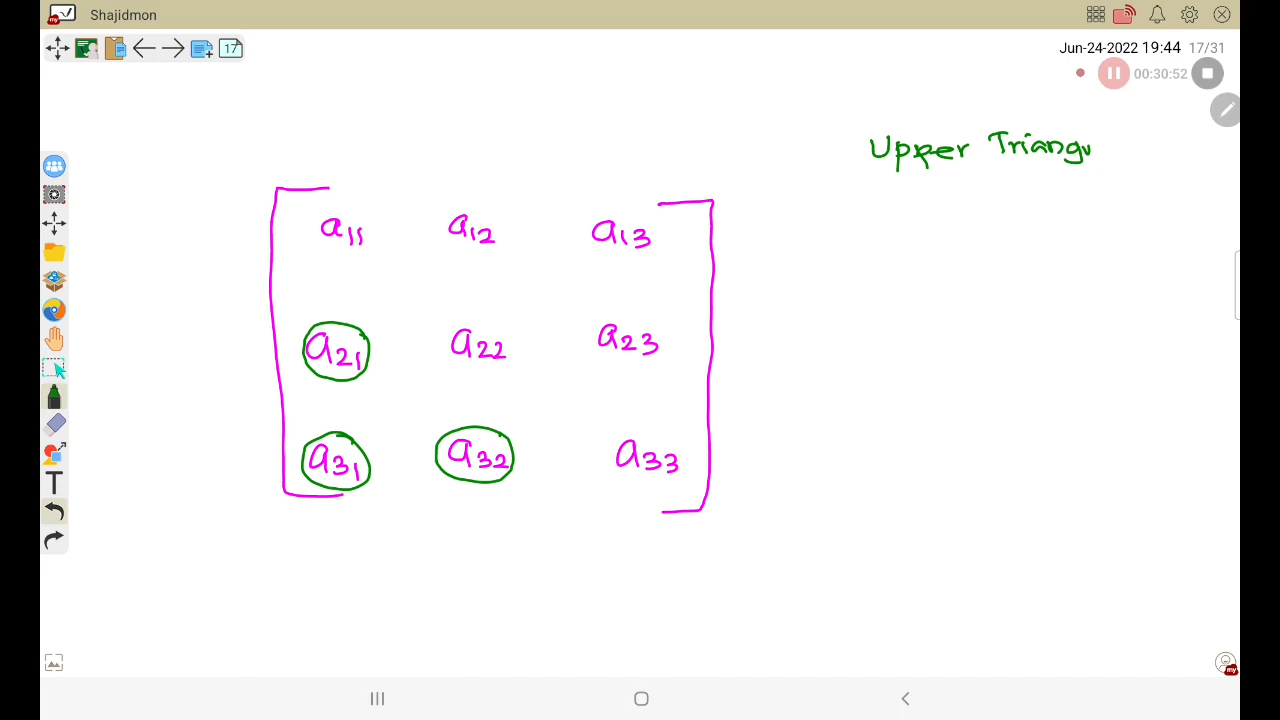 Shajidmon
17
Jun-24-2022 19:44 17/31
00:30:52
Upper Triangu
a11 a12 a13
a21 a22 a23
a31 a32 a33
T